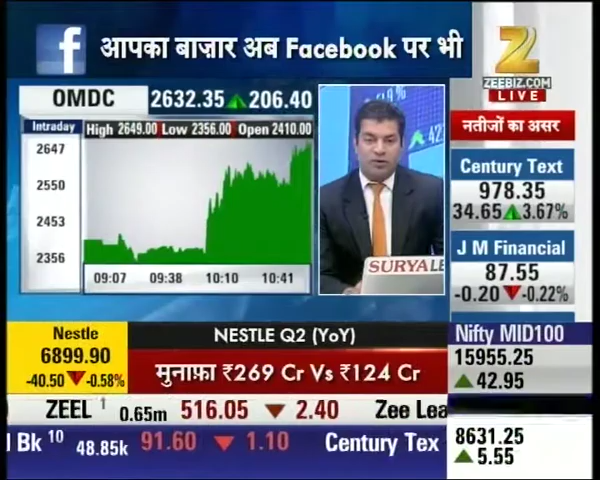 f आपका बाज़ार अब Facebook पर भी
Z
ZEEBIZ.COM
LIVE
OMDC 2632.35 206.40
Intraday High 2649.00 Low 2356.00 Open 2410.00
2647
2550
2453
2356
09:07 09:38 10:10 10:41
SURYA
नतीजों का असर
Century Text
978.35
34.65 3.67%
J M Financial
87.55
-0.20 -0.22%
Nestle
6899.90
-40.50 -0.58%
NESTLE Q2 (YoY)
मुनाफ़ा ₹269 Cr Vs ₹124 Cr
Nifty MID100
15955.25
42.95
ZEEL 0.65m 516.05 2.40 Zee Lea
Bk 10 48.85k 91.60 1.10 Century Tex
8631.25
5.55